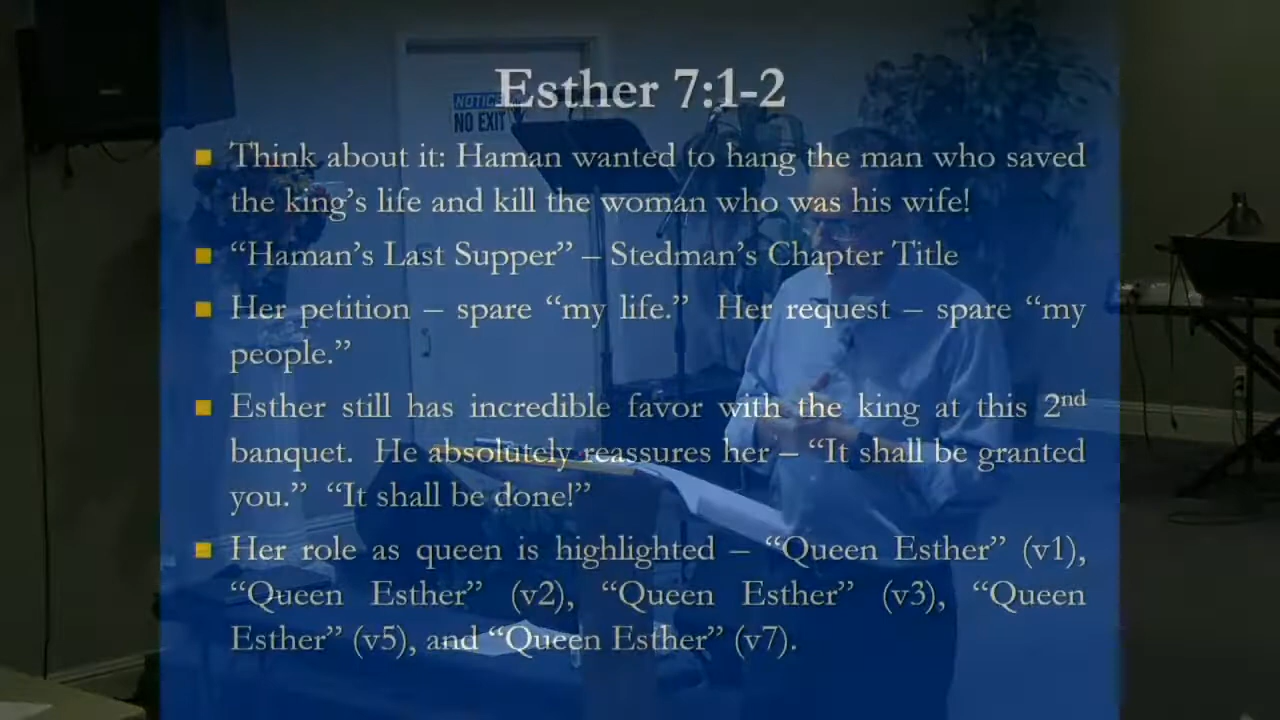 Esther 7:1-2
NOTICE
NO EXIT
Think about it: Haman wanted to hang the man who saved
the king’s life and kill the woman who was his wife!
“Haman’s Last Supper” – Stedman’s Chapter Title
Her petition – spare “my life.” Her request – spare “my
people.”
Esther still has incredible favor with the king at this 2nd
banquet. He absolutely reassures her – “It shall be granted
you.” “It shall be done!”
Her role as queen is highlighted – “Queen Esther” (v1),
“Queen Esther” (v2), “Queen Esther” (v3), “Queen
Esther” (v5), and “Queen Esther” (v7).